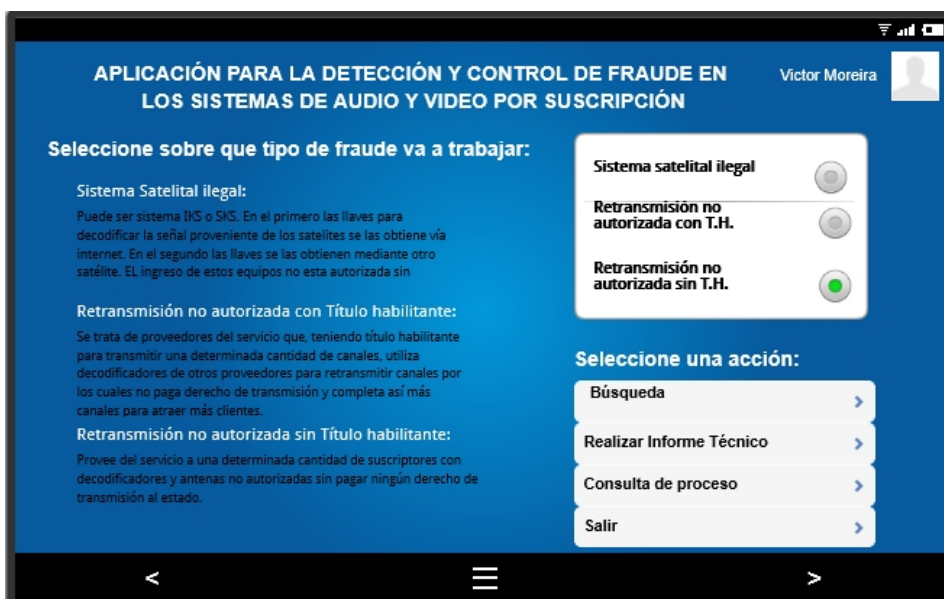 APLICACIÓN PARA LA DETECCIÓN Y CONTROL DE FRAUDE EN
LOS SISTEMAS DE AUDIO Y VIDEO POR SUSCRIPCIÓN
Victor Moreira
Seleccione sobre que tipo de fraude va a trabajar:
Sistema Satelital ilegal:
Puede ser sistema IKS o SKS. En el primero las llaves para
decodificar la señal proveniente de los satelites se las obtiene vía
internet. En el segundo las llaves se las obtienen mediante otro
satélite. EL ingreso de estos equipos no esta autorizada sin
Retransmisión no autorizada con Título habilitante:
Se trata de proveedores del servicio que, teniendo título habilitante
para transmitir una determinada cantidad de canales, utiliza
decodificadores de otros proveedores para retransmitir canales por
los cuales no paga derecho de transmisión y completa así más
canales para atraer más clientes.
Retransmisión no autorizada sin Título habilitante:
Provee del servicio a una determinada cantidad de suscriptores con
decodificadores y antenas no autorizadas sin pagar ningún derecho de
transmisión al estado.
Sistema satelital ilegal
Retransmisión no
autorizada con T.H.
Retransmisión no
autorizada sin T.H.
Seleccione una acción:
Búsqueda
Realizar Informe Técnico
Consulta de proceso
Salir